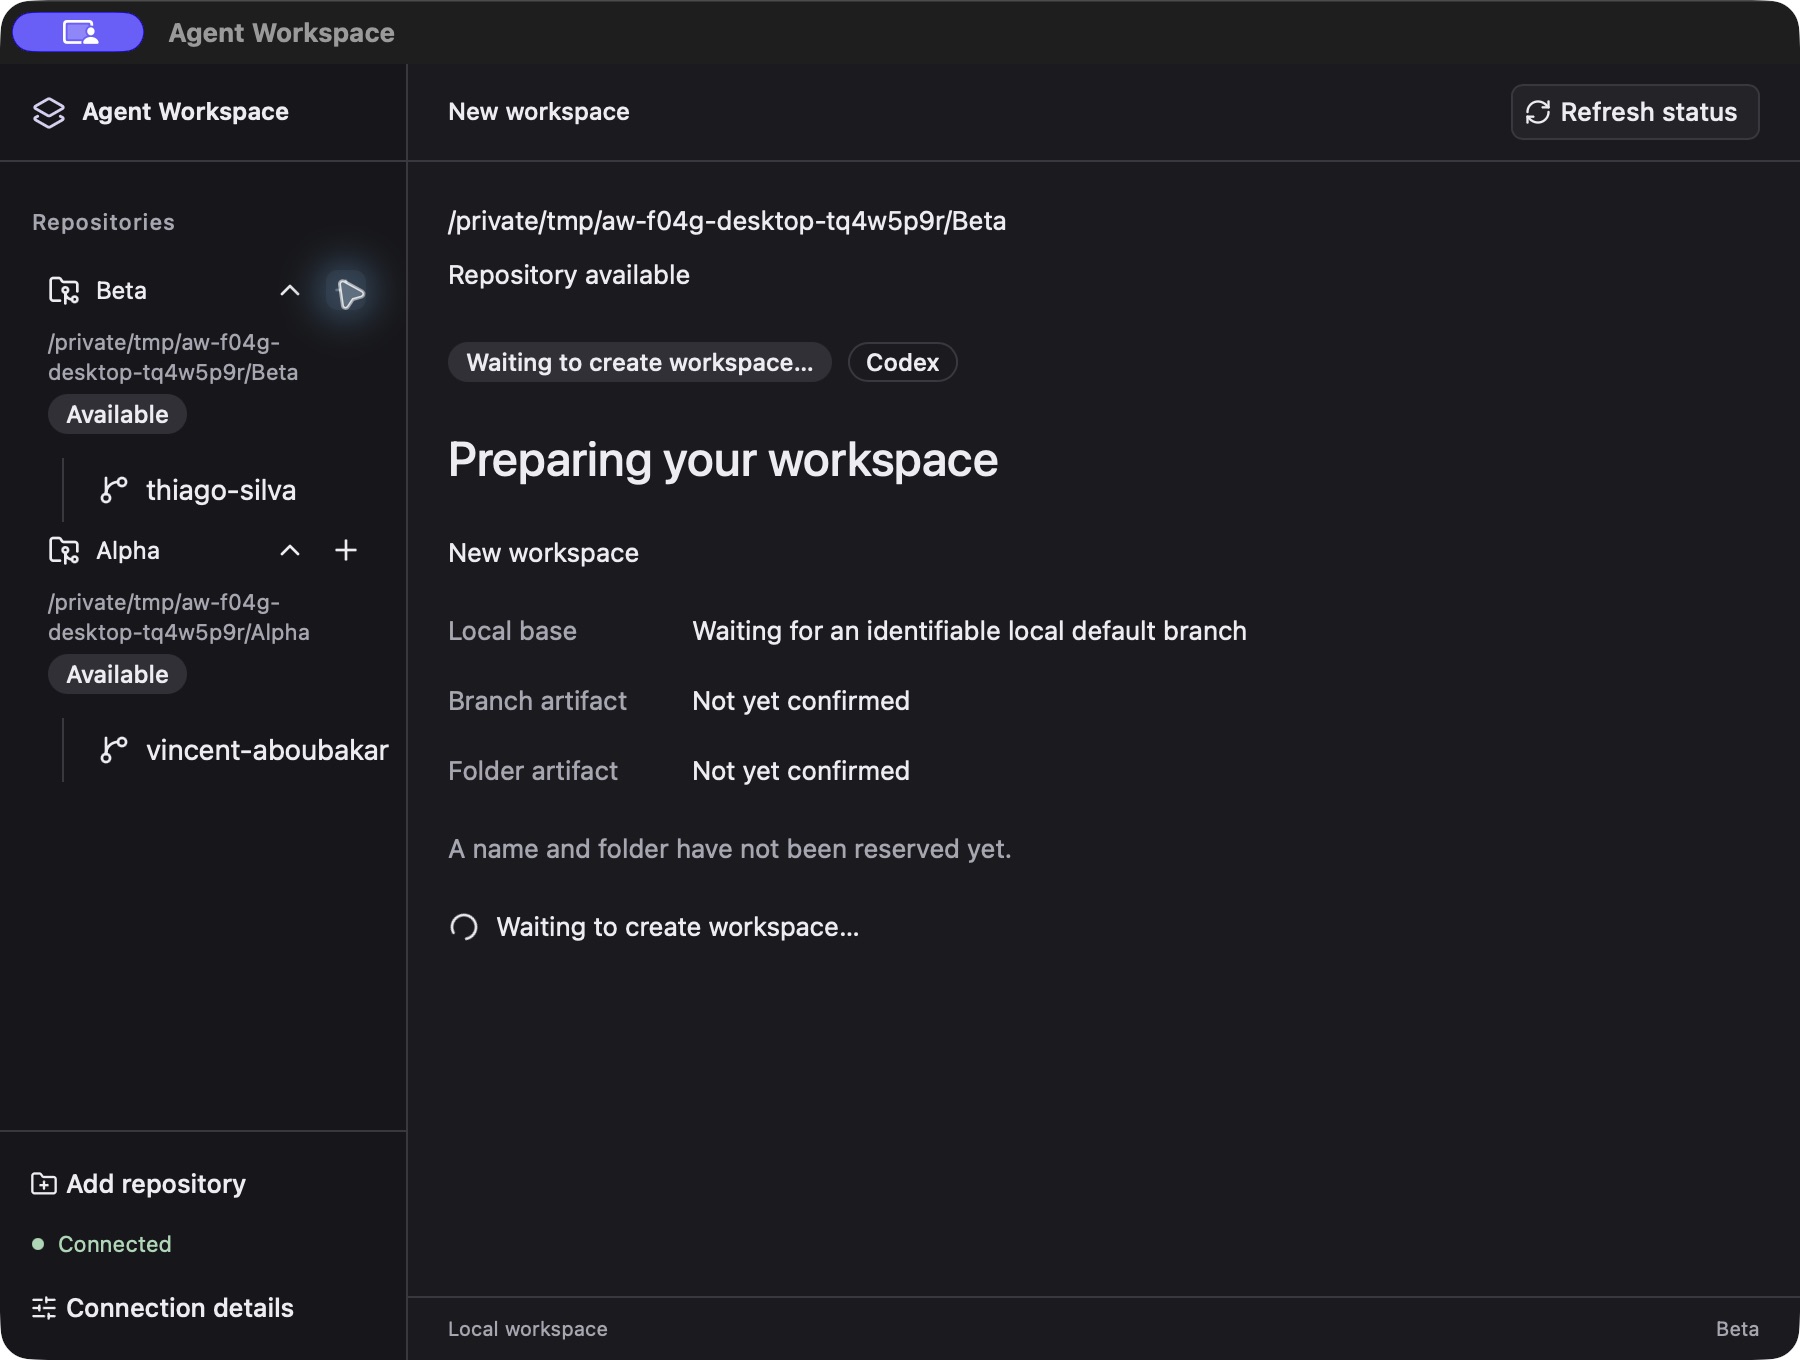 Agent Workspace
Agent Workspace
New workspace
Refresh status
Repositories
Beta
/private/tmp/aw-f04g-
desktop-tq4w5p9r/Beta
Available
thiago-silva
Alpha
/private/tmp/aw-f04g-
desktop-tq4w5p9r/Alpha
Available
vincent-aboubakar
Add repository
Connected
Connection details
/private/tmp/aw-f04g-desktop-tq4w5p9r/Beta
Repository available
Waiting to create workspace... Codex
Preparing your workspace
New workspace
Local base Waiting for an identifiable local default branch
Branch artifact Not yet confirmed
Folder artifact Not yet confirmed
A name and folder have not been reserved yet.
Waiting to create workspace...
Local workspace Beta